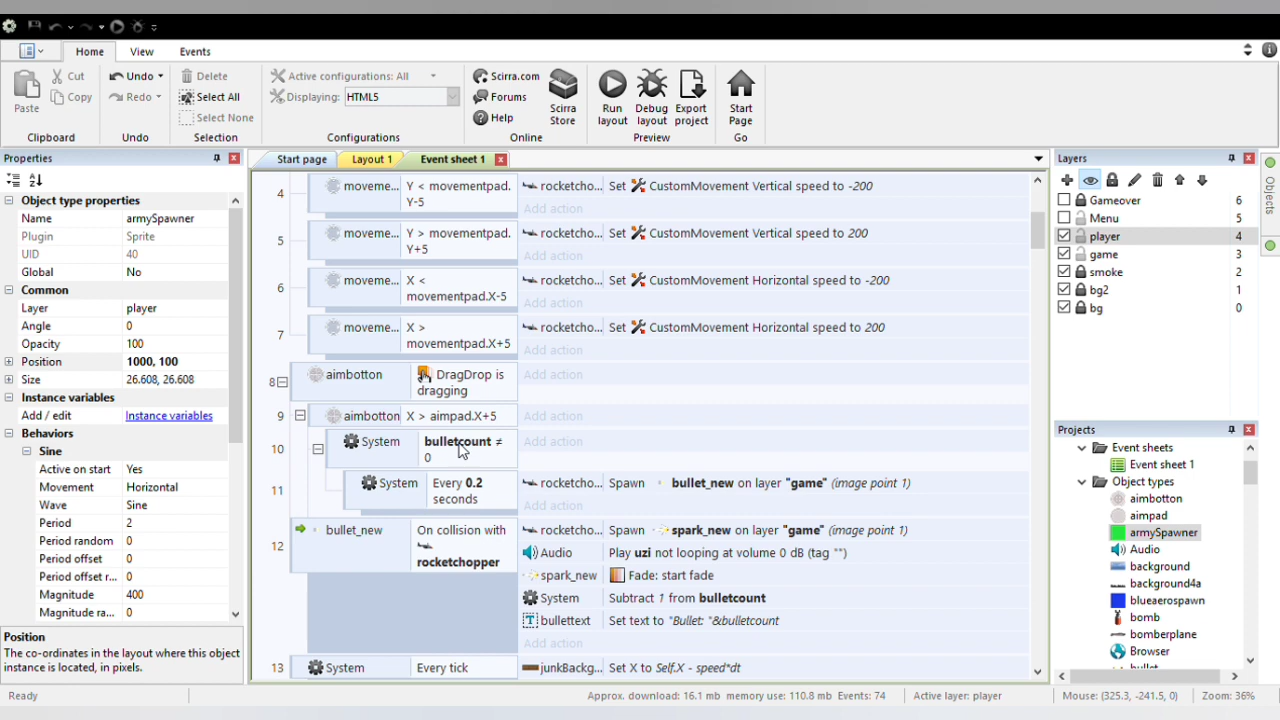 Home View Events
Paste Cut Copy Clipboard
Undo Redo Undo
Delete Select All Select None Selection
Active configurations: All
Displaying: HTML5
Configurations
Scirra.com Forums Help Scirra Store Online
Run layout Debug layout Export project Preview
Start Page Go
Properties
Object type properties
Name armySpawner
Plugin Sprite
UID 40
Global No
Common
Layer player
Angle 0
Opacity 100
Position 1000, 100
Size 26.608, 26.608
Instance variables
Add / edit Instance variables
Behaviors
Sine
Active on start Yes
Movement Horizontal
Wave Sine
Period 2
Period random 0
Period offset 0
Period offset r... 0
Magnitude 400
Magnitude ra... 0
Position
The co-ordinates in the layout where this object
instance is located, in pixels.
Start page Layout 1 Event sheet 1
4 moveme... Y < movementpad. rocketcho... Set CustomMovement Vertical speed to -200
Y-5 Add action
5 moveme... Y > movementpad. rocketcho... Set CustomMovement Vertical speed to 200
Y+5 Add action
6 moveme... X < rocketcho... Set CustomMovement Horizontal speed to -200
movementpad.X-5 Add action
7 moveme... X > rocketcho... Set CustomMovement Horizontal speed to 200
movementpad.X+5 Add action
8 aimbotton DragDrop is Add action
dragging
9 aimbotton X > aimpad.X+5 Add action
10 System bulletcount ≠ Add action
0
11 System Every 0.2 rocketcho... Spawn bullet_new on layer "game" (image point 1)
seconds Add action
12 bullet_new On collision with rocketcho... Spawn spark_new on layer "game" (image point 1)
rocketchopper Audio Play uzi not looping at volume 0 dB (tag "")
spark_new Fade: start fade
System Subtract 1 from bulletcount
bullettext Set text to "Bullet: "&bulletcount
Add action
13 System Every tick junkBackg... Set X to Self.X - speed*dt
Layers
Gameover 6
Menu 5
player 4
game 3
smoke 2
bg2 1
bg 0
Objects
Projects
Event sheets
Event sheet 1
Object types
aimbotton
aimpad
armySpawner
Audio
background
background4a
blueaerospawn
bomb
bomberplane
Browser
bullet
Ready Approx. download: 16.1 mb memory use: 110.8 mb Events: 74 Active layer: player Mouse: (325.3, -241.5, 0) Zoom: 36%